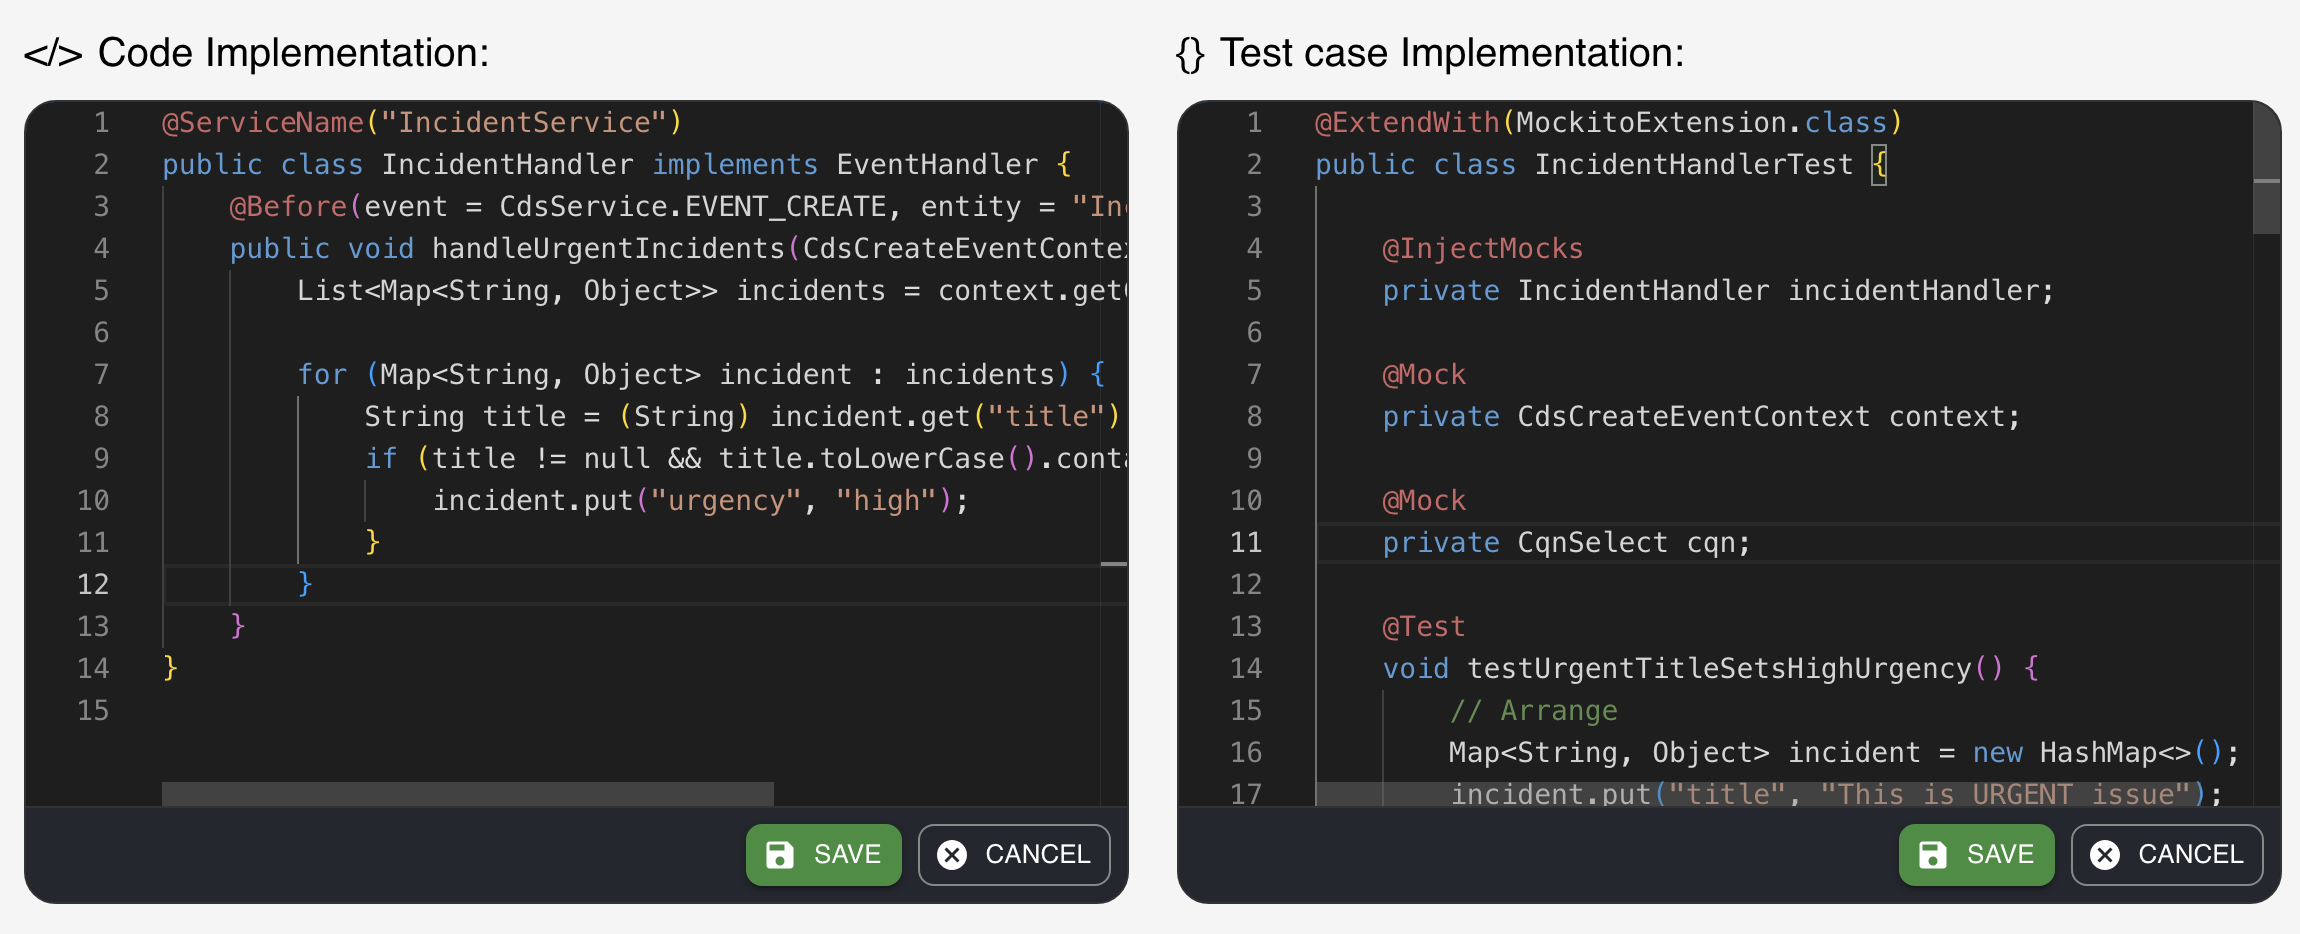 </> Code Implementation:
1 @ServiceName("IncidentService")
2 public class IncidentHandler implements EventHandler {
3 @Before(event = CdsService.EVENT_CREATE, entity = "In
4 public void handleUrgentIncidents(CdsCreateEventConte
5 List<Map<String, Object>> incidents = context.get
6
7 for (Map<String, Object> incident : incidents) {
8 String title = (String) incident.get("title")
9 if (title != null && title.toLowerCase().cont
10 incident.put("urgency", "high");
11 }
12 }
13 }
14 }
15
SAVE CANCEL
{} Test case Implementation:
1 @ExtendWith(MockitoExtension.class)
2 public class IncidentHandlerTest {
3
4 @InjectMocks
5 private IncidentHandler incidentHandler;
6
7 @Mock
8 private CdsCreateEventContext context;
9
10 @Mock
11 private CqnSelect cqn;
12
13 @Test
14 void testUrgentTitleSetsHighUrgency() {
15 // Arrange
16 Map<String, Object> incident = new HashMap<>();
17 incident.put("title", "This is URGENT issue");
SAVE CANCEL